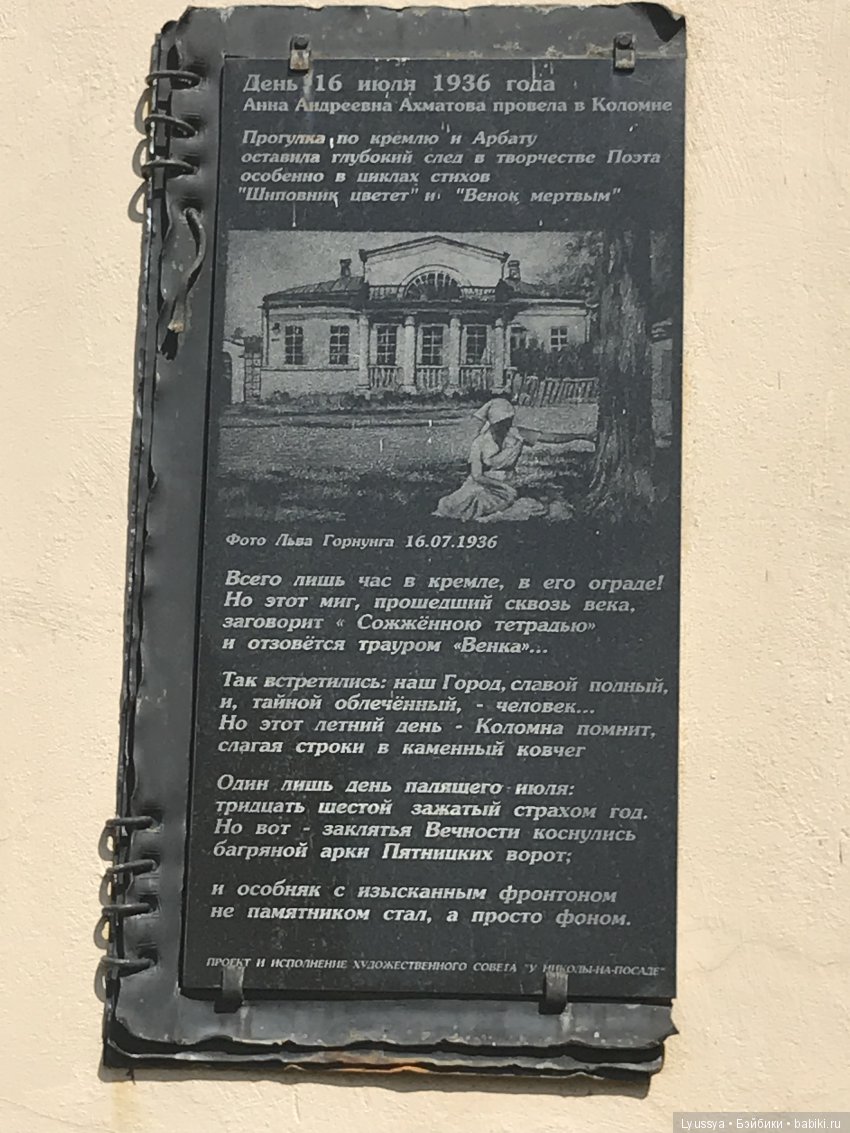 День 16 июля 1936 года
Анна Андреевна Ахматова провела в Коломне
Прогулка по кремлю и Арбату
оставила глубокий след в творчестве Поэта
особенно в циклах стихов
"Шиповник цветет" и "Венок мертвым"
Фото Льва Горнунга 16.07.1936
Всего лишь час в кремле, в его ограде!
Но этот миг, прошедший сквозь века,
заговорит « Сожжённою тетрадью»
и отзовётся трауром «Венка»...
Так встретились: наш Город, славой полный,
и, тайной облечённый, - человек...
Но этот летний день - Коломна помнит,
слагая строки в каменный ковчег
Один лишь день палящего июля:
тридцать шестой зажатый страхом год.
Но вот - заклятья Вечности коснулись
багряной арки Пятницких ворот;
и особняк с изысканным фронтоном
не памятником стал, а просто фоном.
ПРОЕКТ И ИСПОЛНЕНИЕ ХУДОЖЕСТВЕННОГО СОВЕТА "У НИКОЛЫ-НА-ПОСАДЕ"
Lyussya • Бэйбики • babiki.ru